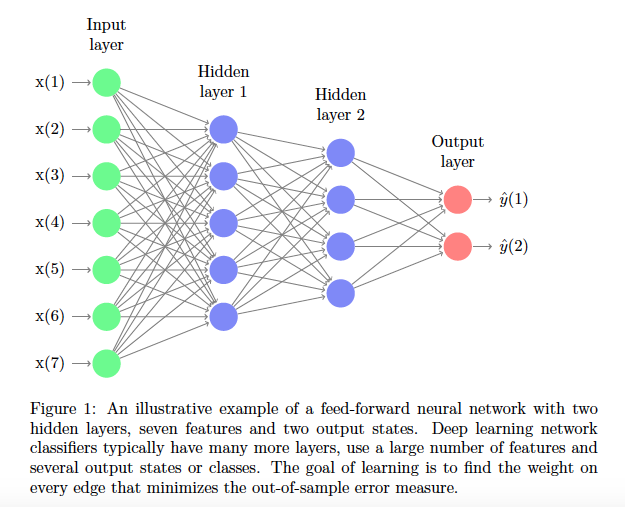 Input
layer
Hidden
layer 1
Hidden
layer 2
Output
layer
x(1)
x(2)
x(3)
x(4)
x(5)
x(6)
x(7)
ŷ(1)
ŷ(2)
Figure 1: An illustrative example of a feed-forward neural network with two
hidden layers, seven features and two output states. Deep learning network
classifiers typically have many more layers, use a large number of features and
several output states or classes. The goal of learning is to find the weight on
every edge that minimizes the out-of-sample error measure.